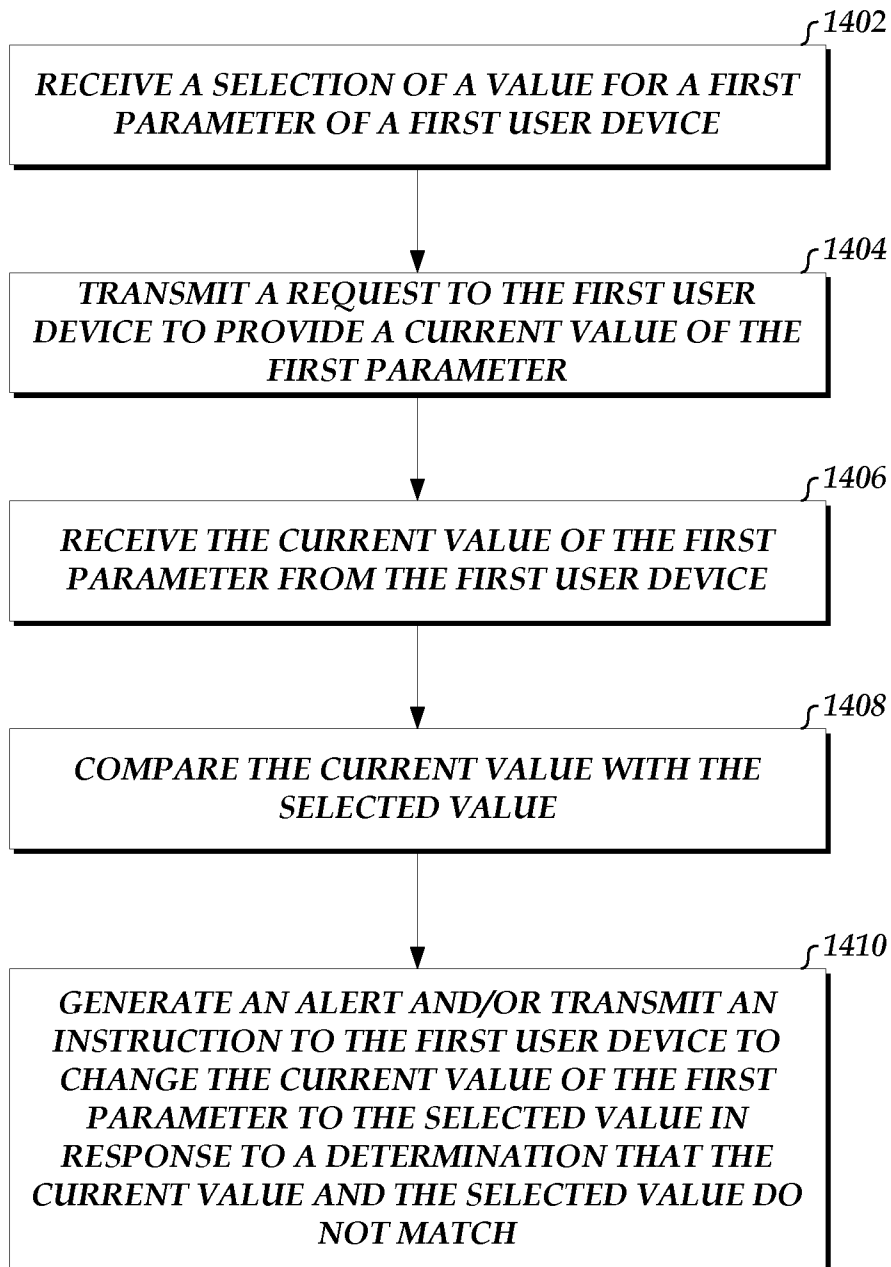 1402
RECEIVE A SELECTION OF A VALUE FOR A FIRST
PARAMETER OF A FIRST USER DEVICE
1404
TRANSMIT A REQUEST TO THE FIRST USER
DEVICE TO PROVIDE A CURRENT VALUE OF THE
FIRST PARAMETER
1406
RECEIVE THE CURRENT VALUE OF THE FIRST
PARAMETER FROM THE FIRST USER DEVICE
1408
COMPARE THE CURRENT VALUE WITH THE
SELECTED VALUE
1410
GENERATE AN ALERT AND/OR TRANSMIT AN
INSTRUCTION TO THE FIRST USER DEVICE TO
CHANGE THE CURRENT VALUE OF THE FIRST
PARAMETER TO THE SELECTED VALUE IN
RESPONSE TO A DETERMINATION THAT THE
CURRENT VALUE AND THE SELECTED VALUE DO
NOT MATCH